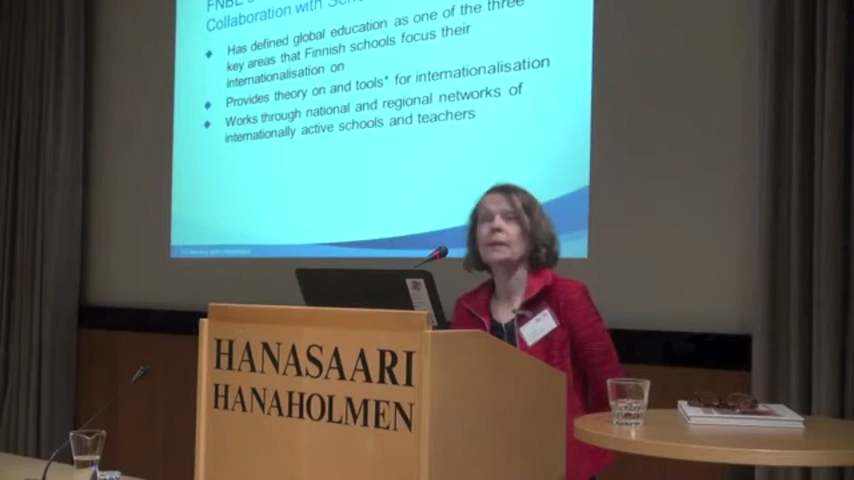 FNBE
Collaboration with
Has defined global education as one of the three
key areas that Finnish schools focus their
internationalisation on
Provides theory on and tools* for internationalisation
Works through national and regional networks of
internationally active schools and teachers
HANASAARI
HANAHOLMEN